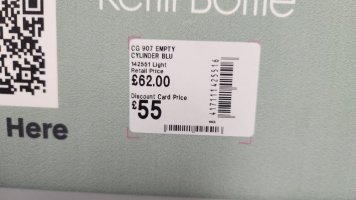 Refill Bottle
Here
CG 907 EMPTY
CYLINDER BLU
142551 Light
Retail Price
£62.00
Discount Card Price
£55